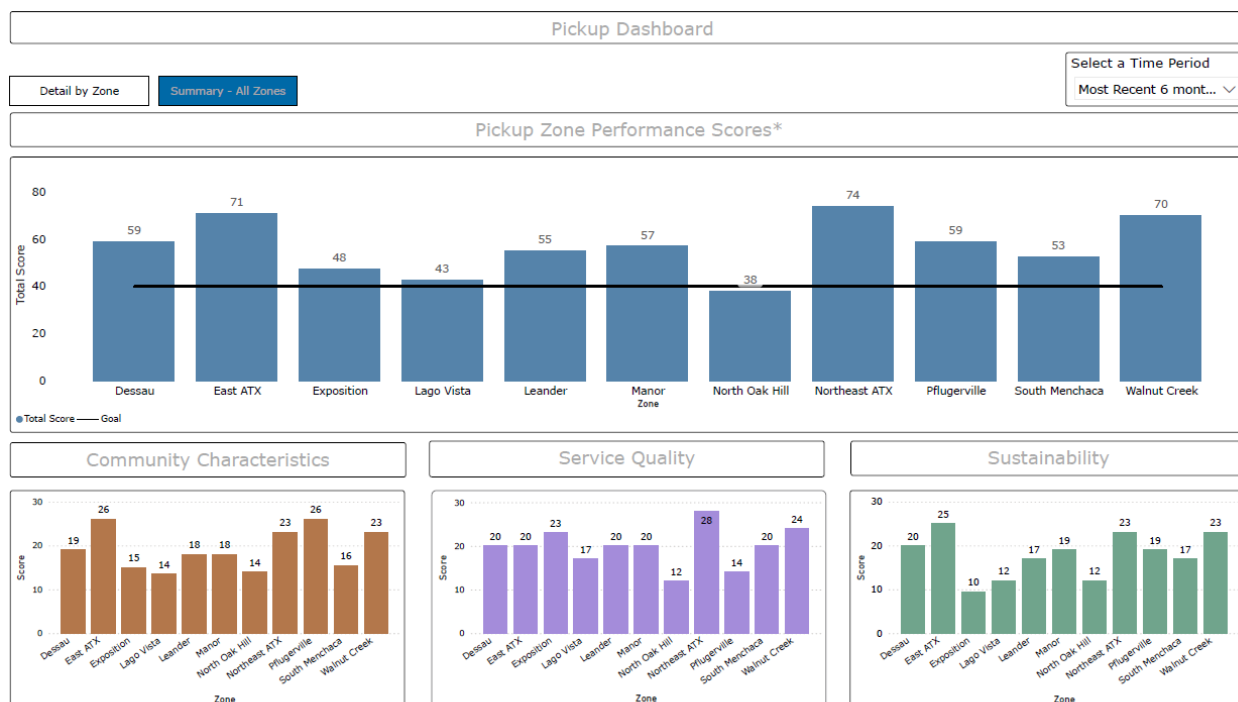 Pickup Dashboard
Select a Time Period
Detail by Zone
Summary - All Zones
Most Recent 6 mont...
Pickup Zone Performance Scores*
Total Score
80
60
40
20
0
59
71
48
43
55
57
38
74
59
53
70
Dessau
East ATX
Exposition
Lago Vista
Leander
Manor
North Oak Hill
Northeast ATX
Pflugerville
South Menchaca
Walnut Creek
Zone
Total Score
Goal
Community Characteristics
Score
30
20
10
0
19
26
15
14
18
18
14
23
26
16
23
Dessau
East ATX
Exposition
Lago Vista
Leander
Manor
North Oak Hill
Northeast ATX
Pflugerville
South Menchaca
Walnut Creek
Zone
Service Quality
Score
30
20
10
0
20
20
23
17
20
20
12
28
14
20
24
Dessau
East ATX
Exposition
Lago Vista
Leander
Manor
North Oak Hill
Northeast ATX
Pflugerville
South Menchaca
Walnut Creek
Zone
Sustainability
Score
30
20
10
0
20
25
10
12
17
19
12
23
19
17
23
Dessau
East ATX
Exposition
Lago Vista
Leander
Manor
North Oak Hill
Northeast ATX
Pflugerville
South Menchaca
Walnut Creek
Zone